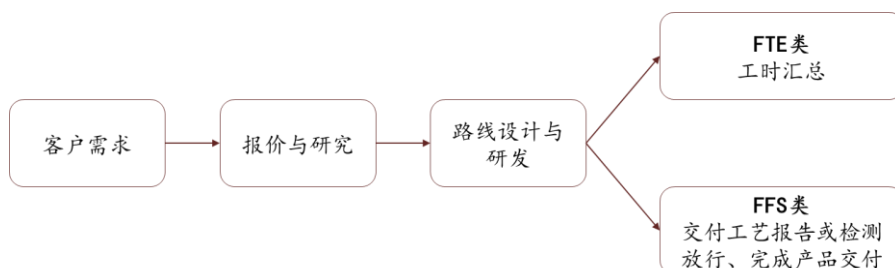 客户需求
报价与研究
路线设计与
研发
FTE类
工时汇总
FFS类
交付工艺报告或检测
放行、完成产品交付